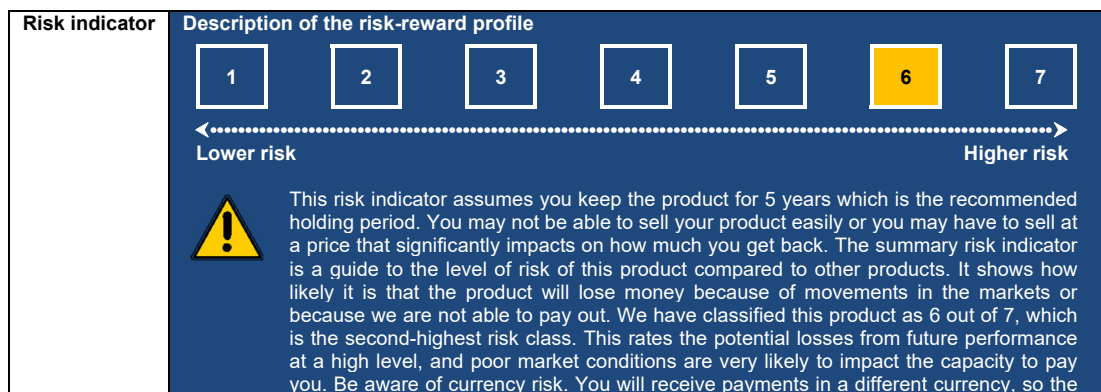 Risk indicator
Description of the risk-reward profile
1 2 3 4 5 6 7
Lower risk Higher risk
This risk indicator assumes you keep the product for 5 years which is the recommended
holding period. You may not be able to sell your product easily or you may have to sell at
a price that significantly impacts on how much you get back. The summary risk indicator
is a guide to the level of risk of this product compared to other products. It shows how
likely it is that the product will lose money because of movements in the markets or
because we are not able to pay out. We have classified this product as 6 out of 7, which
is the second-highest risk class. This rates the potential losses from future performance
at a high level, and poor market conditions are very likely to impact the capacity to pay
you. Be aware of currency risk. You will receive payments in a different currency, so the